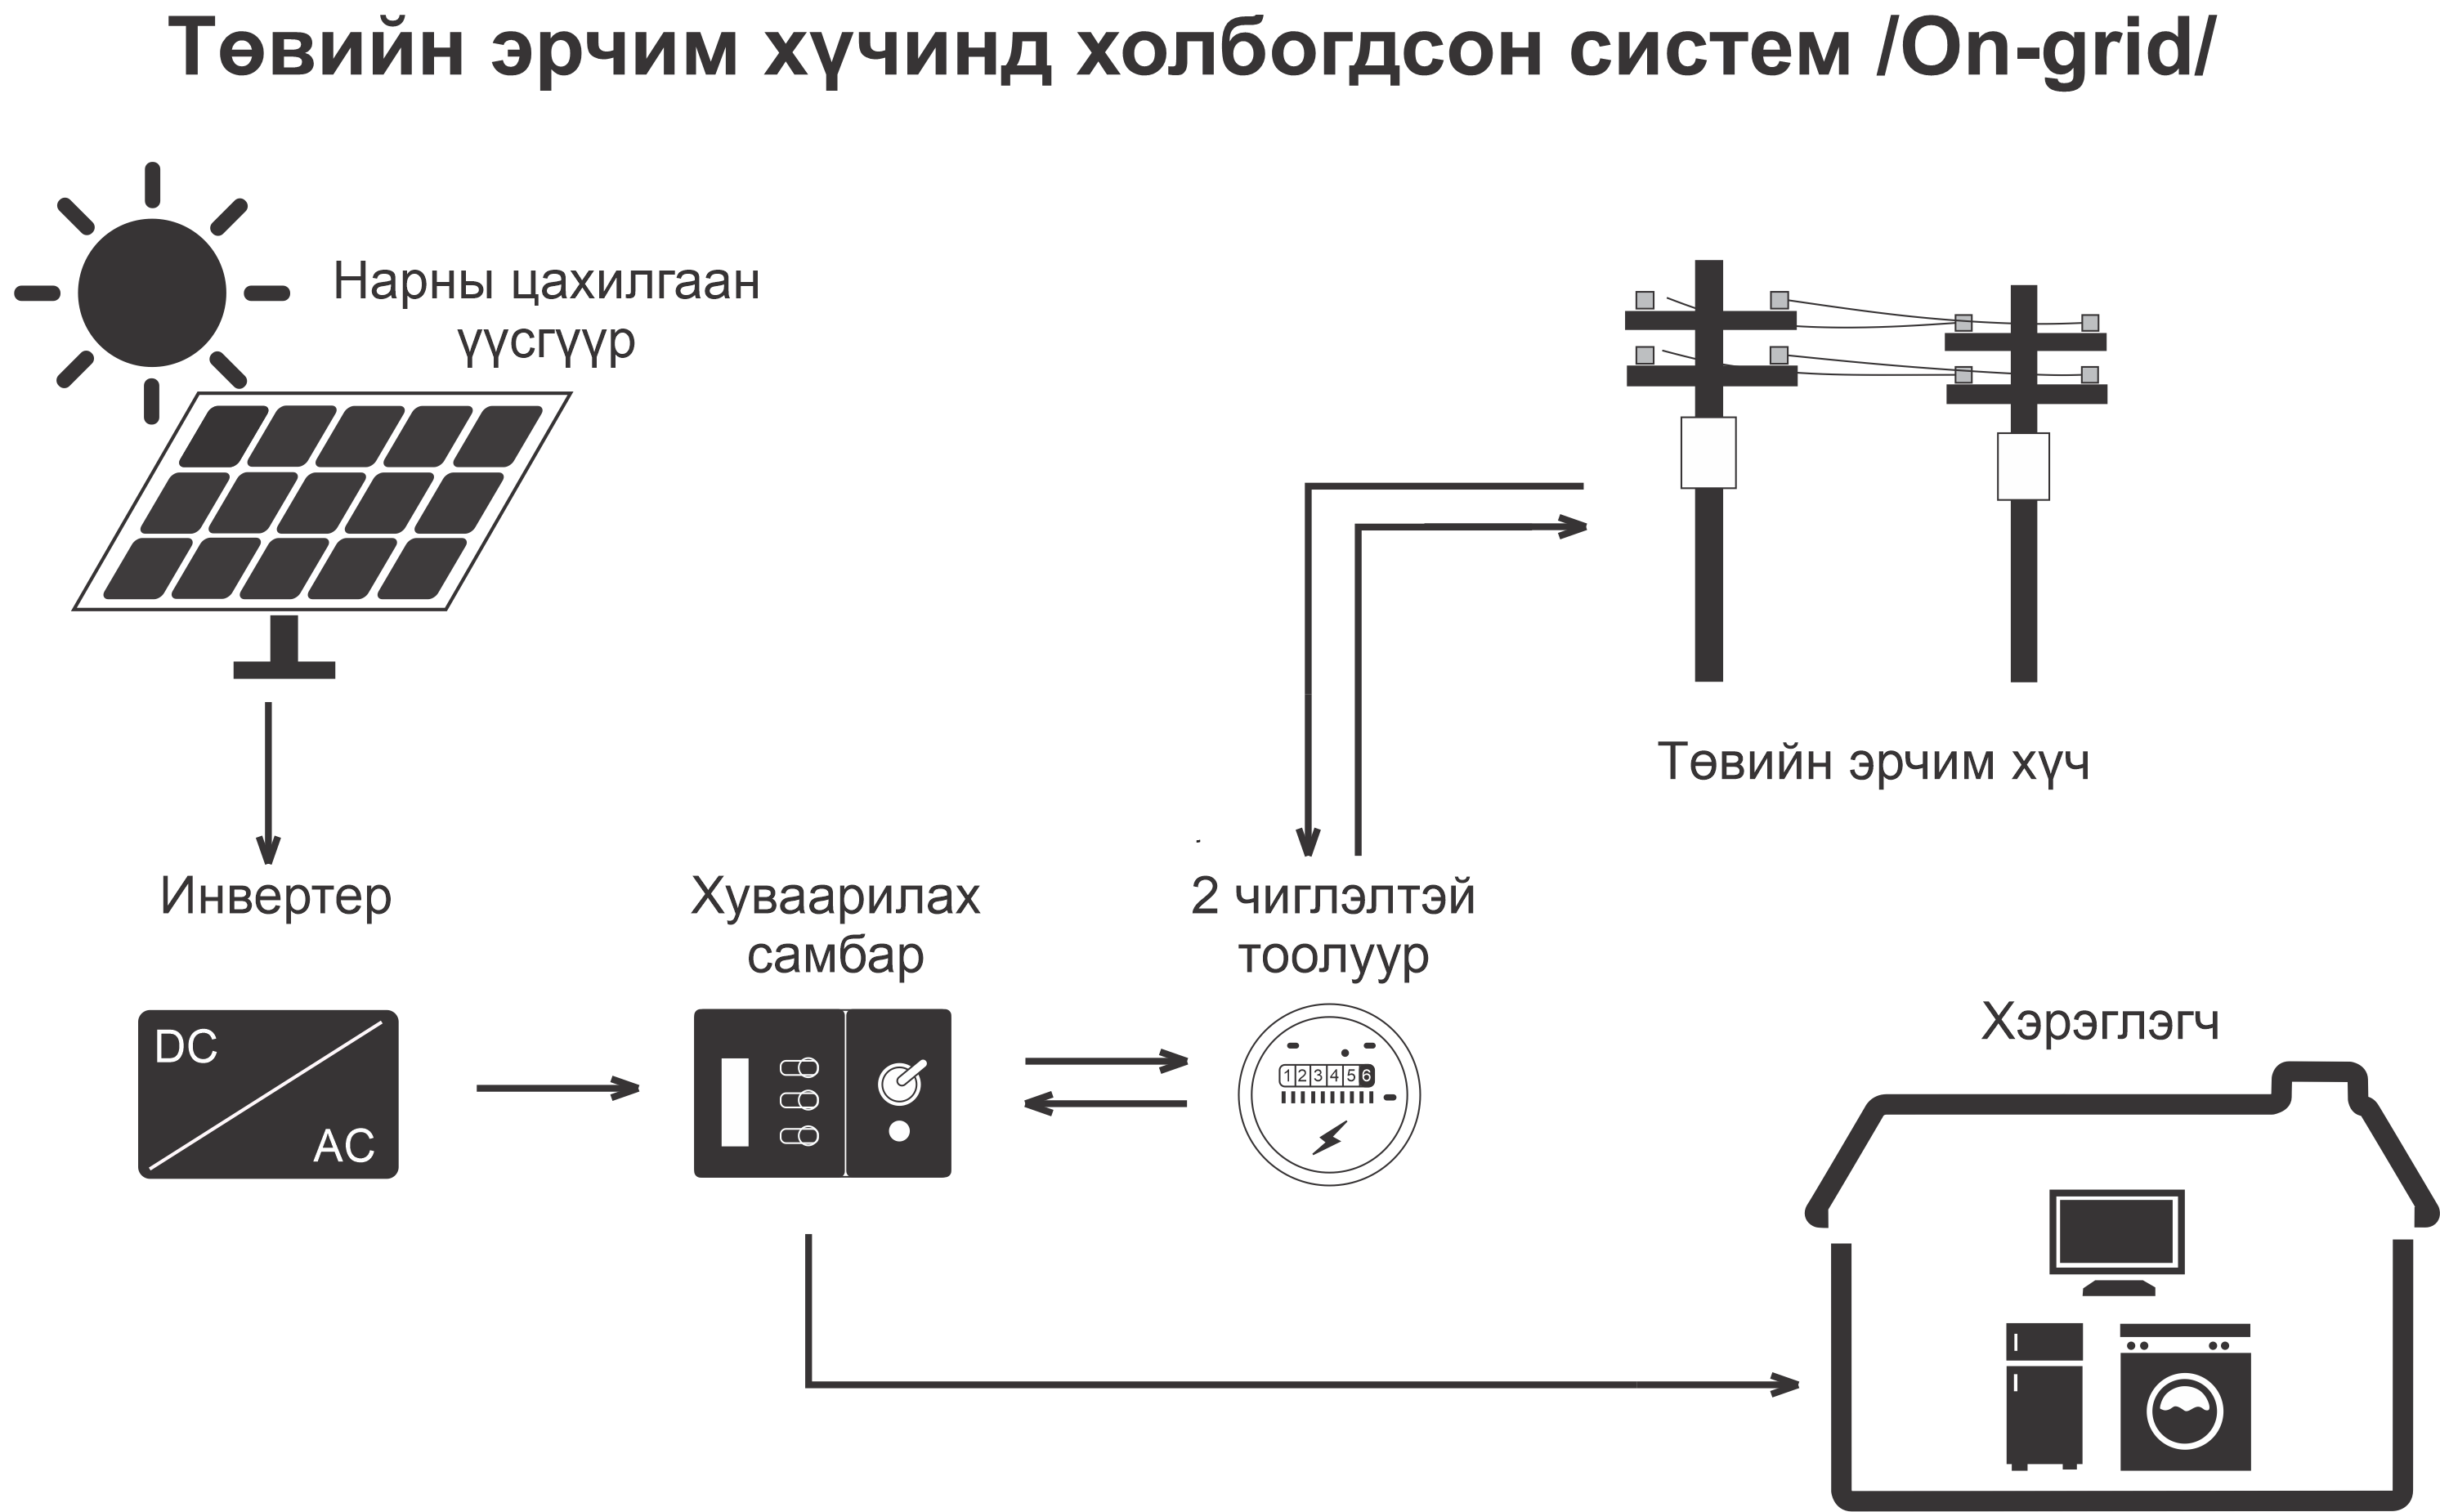 Төвийн эрчим хүчинд холбогдсон систем /On-grid/
Нарны цахилгаан
үүсгүүр
Төвийн эрчим хүч
Инвертер
Хуваарилах
самбар
2 чиглэлтэй
тоолуур
Хэрэглэгч
DC
AC
1 2 3 4 5 6